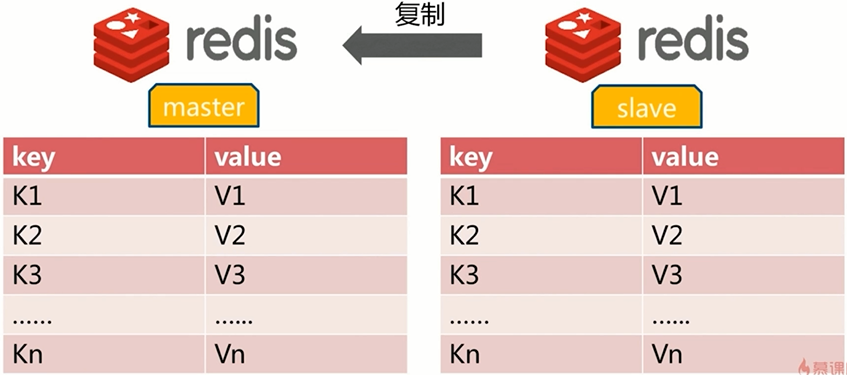 复制
redis
redis
master
slave
key value
K1 V1
K2 V2
K3 V3
...... ......
Kn Vn
key value
K1 V1
K2 V2
K3 V3
...... ......
Kn Vn
慕课